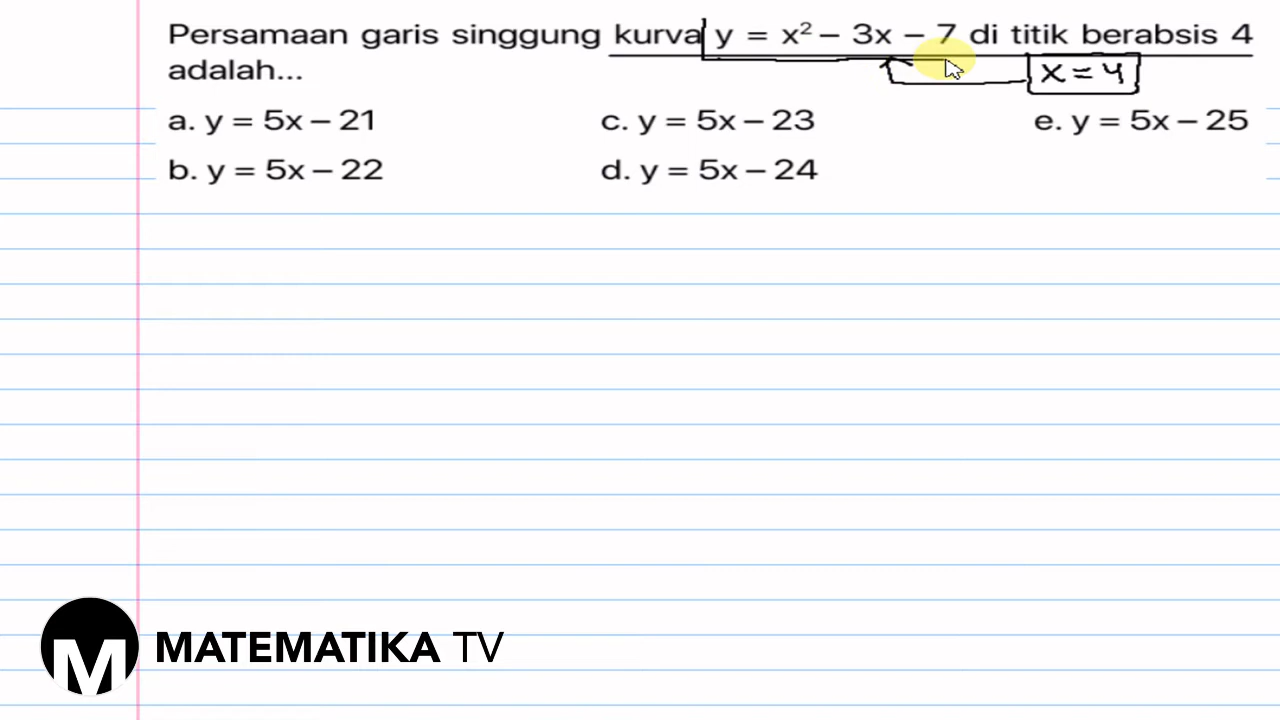 Persamaan garis singgung kurva y = x² − 3x − 7 di titik berabsis 4
adalah...
x = 4
a. y = 5x − 21 c. y = 5x − 23 e. y = 5x − 25
b. y = 5x − 22 d. y = 5x − 24
M MATEMATIKA TV